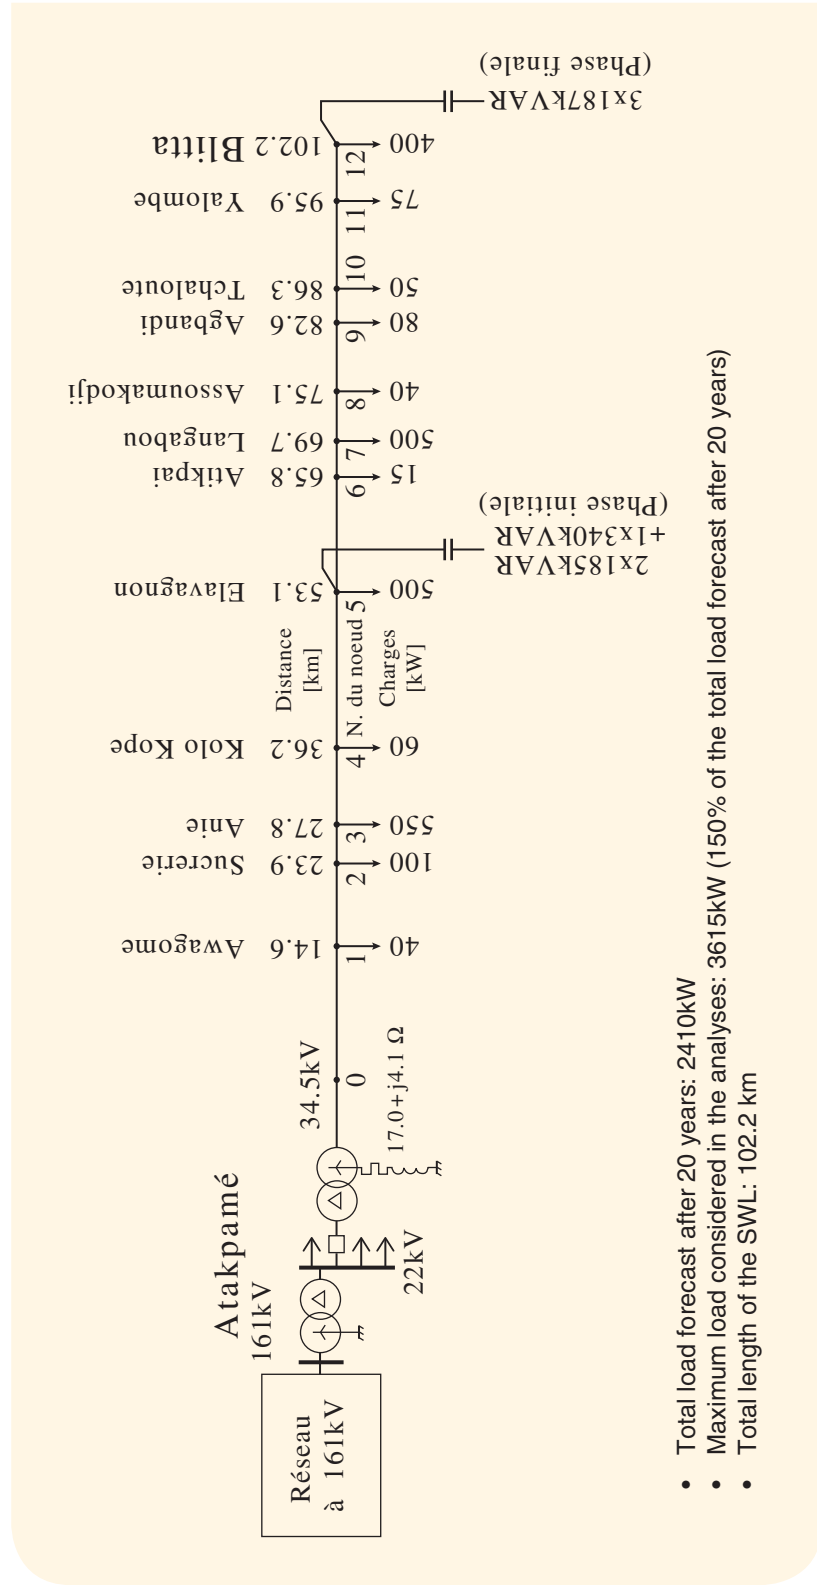 Réseau
à 161kV
Atakpamé
161kV
22kV
34.5kV
0
17.0+j4.1 Ω
Awagome 14.6 1 40
Sucrerie 23.9 2 100
Anie 27.8 3 550
Kolo Kope 36.2 4 60
Distance
[km]
N. du noeud
Charges
[kW]
Elavagnon 53.1 5 500
2x185kVAR
+1x340kVAR
(Phase initiale)
Atikpai 65.8 6 15
Langabou 69.7 7 500
Assoumakodji 75.1 8 40
Agbandi 82.6 9 80
Tchaloute 86.3 10 50
Yalombe 95.9 11 75
Blitta 102.2 12 400
3x187kVAR
(Phase finale)
• Total load forecast after 20 years: 2410kW
• Maximum load considered in the analyses: 3615kW (150% of the total load forecast after 20 years)
• Total length of the SWL: 102.2 km